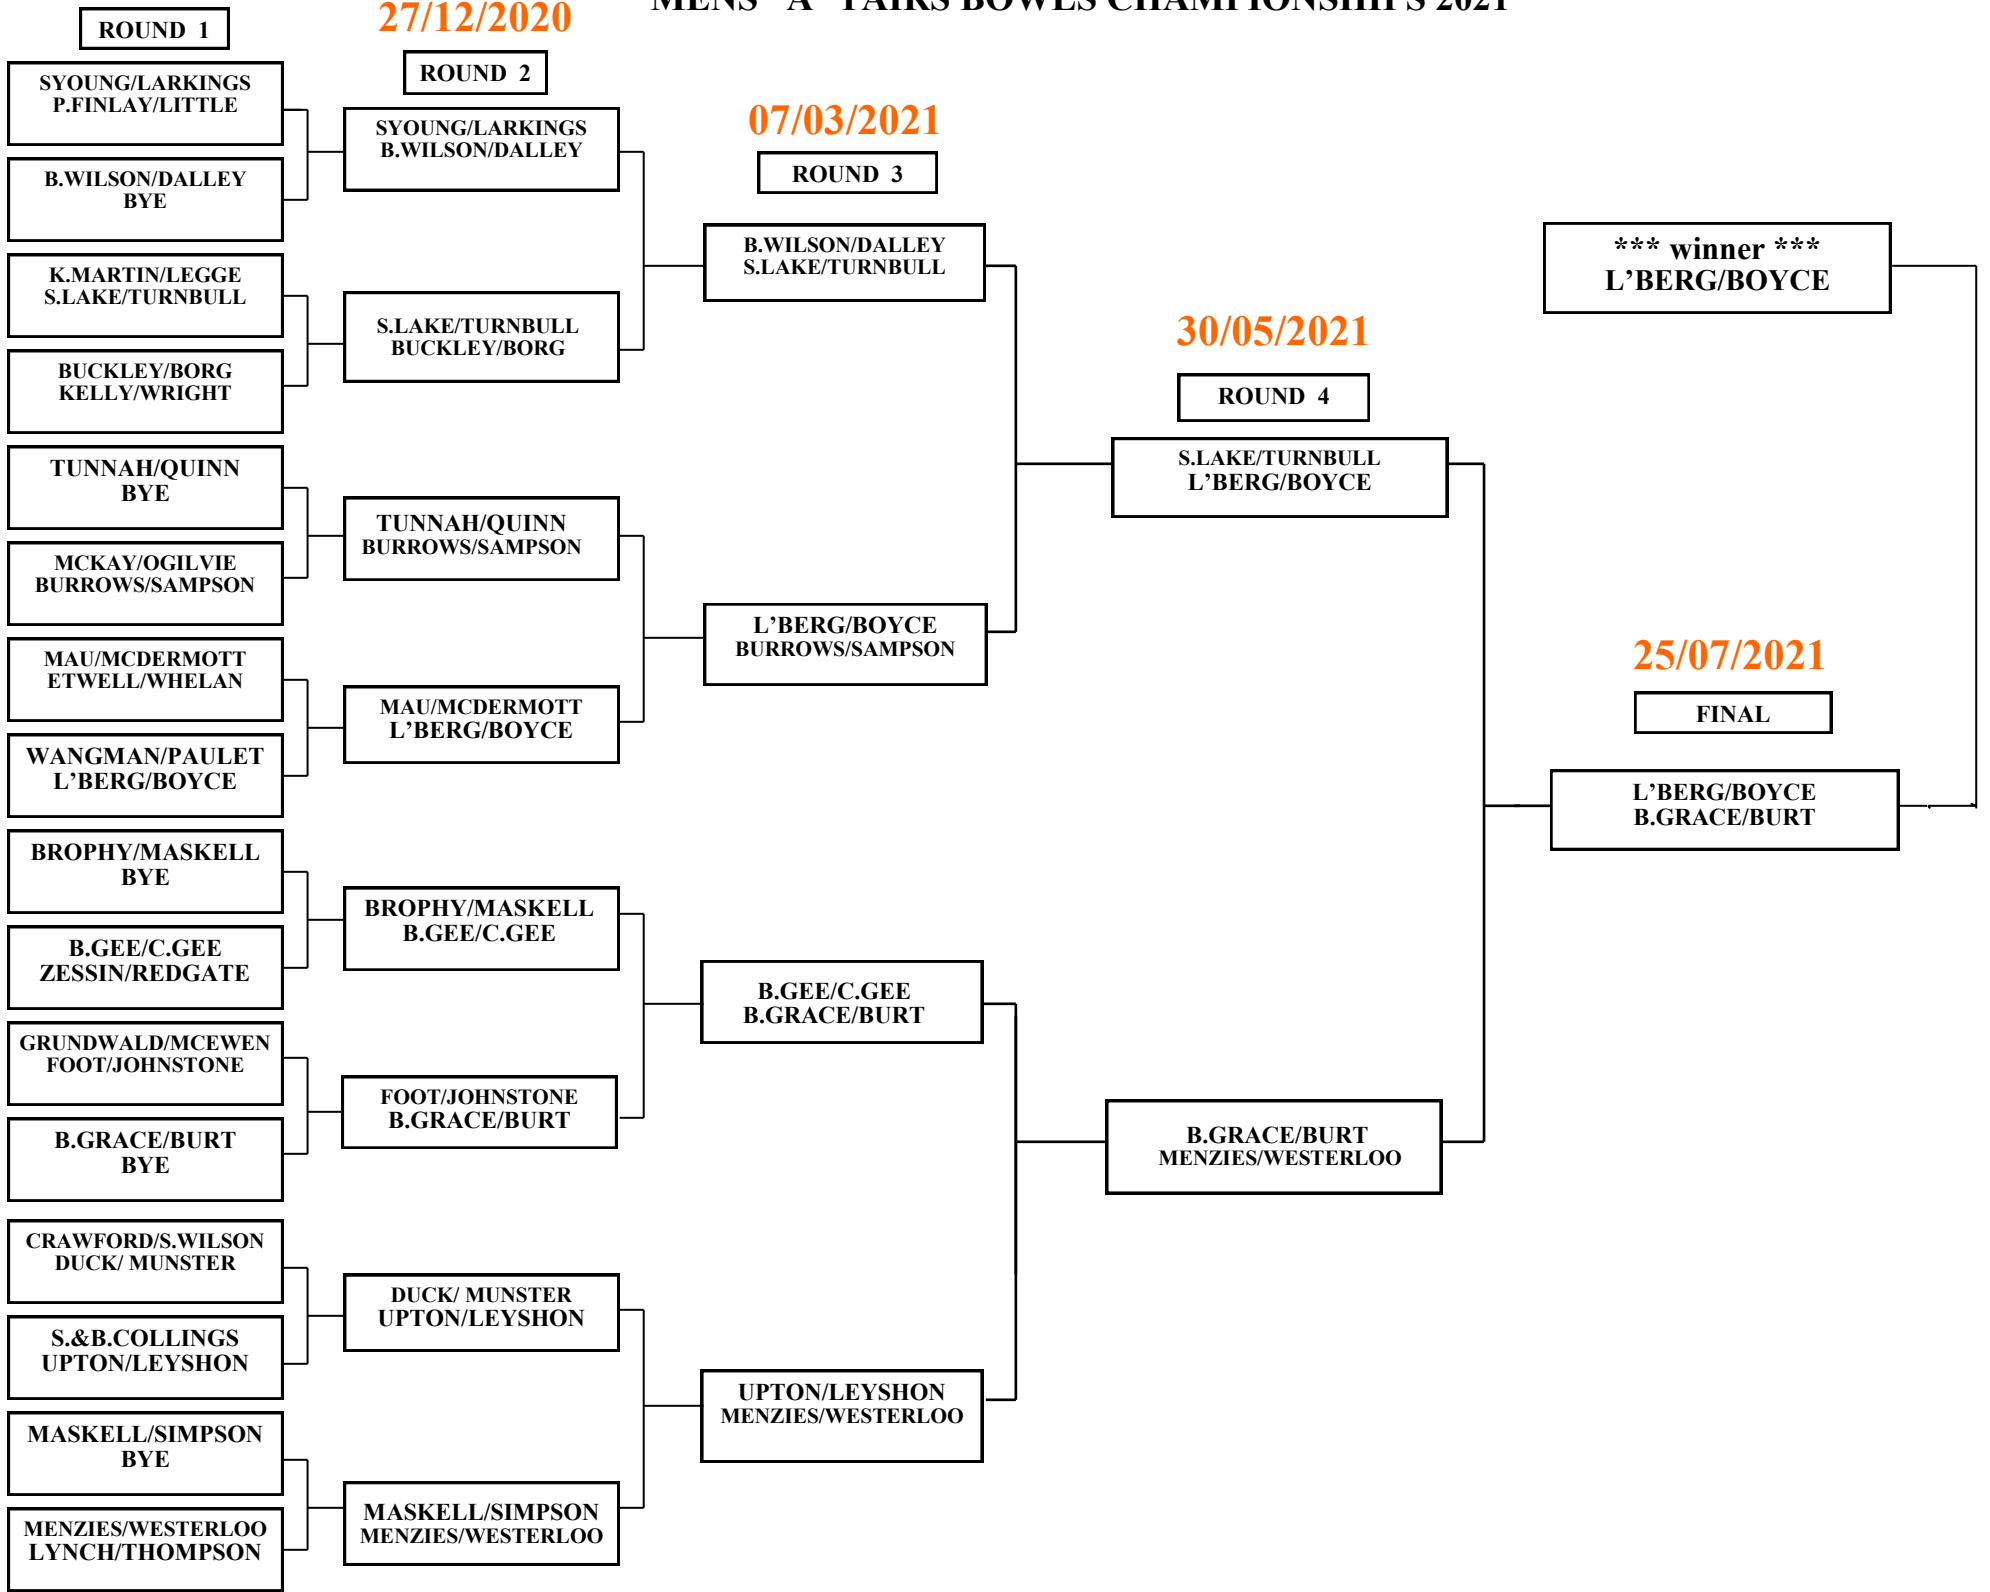 MENS "A" PAIRS BOWLS CHAMPIONSHIPS 2021
ROUND 1
SYOUNG/LARKINGS
P.FINLAY/LITTLE
B.WILSON/DALLEY
BYE
K.MARTIN/LEGGE
S.LAKE/TURNBULL
BUCKLEY/BORG
KELLY/WRIGHT
TUNNAH/QUINN
BYE
MCKAY/OGILVIE
BURROWS/SAMPSON
MAU/MCDERMOTT
ETWELL/WHELAN
WANGMAN/PAULET
L’BERG/BOYCE
BROPHY/MASKELL
BYE
B.GEE/C.GEE
ZESSIN/REDGATE
GRUNDWALD/MCEWEN
FOOT/JOHNSTONE
B.GRACE/BURT
BYE
CRAWFORD/S.WILSON
DUCK/ MUNSTER
S.&B.COLLINGS
UPTON/LEYSHON
MASKELL/SIMPSON
BYE
MENZIES/WESTERLOO
LYNCH/THOMPSON
27/12/2020
ROUND 2
SYOUNG/LARKINGS
B.WILSON/DALLEY
S.LAKE/TURNBULL
BUCKLEY/BORG
TUNNAH/QUINN
BURROWS/SAMPSON
MAU/MCDERMOTT
L’BERG/BOYCE
BROPHY/MASKELL
B.GEE/C.GEE
FOOT/JOHNSTONE
B.GRACE/BURT
DUCK/ MUNSTER
UPTON/LEYSHON
MASKELL/SIMPSON
MENZIES/WESTERLOO
07/03/2021
ROUND 3
B.WILSON/DALLEY
S.LAKE/TURNBULL
L’BERG/BOYCE
BURROWS/SAMPSON
B.GEE/C.GEE
B.GRACE/BURT
UPTON/LEYSHON
MENZIES/WESTERLOO
30/05/2021
ROUND 4
S.LAKE/TURNBULL
L’BERG/BOYCE
B.GRACE/BURT
MENZIES/WESTERLOO
25/07/2021
FINAL
L’BERG/BOYCE
B.GRACE/BURT
*** winner ***
L’BERG/BOYCE